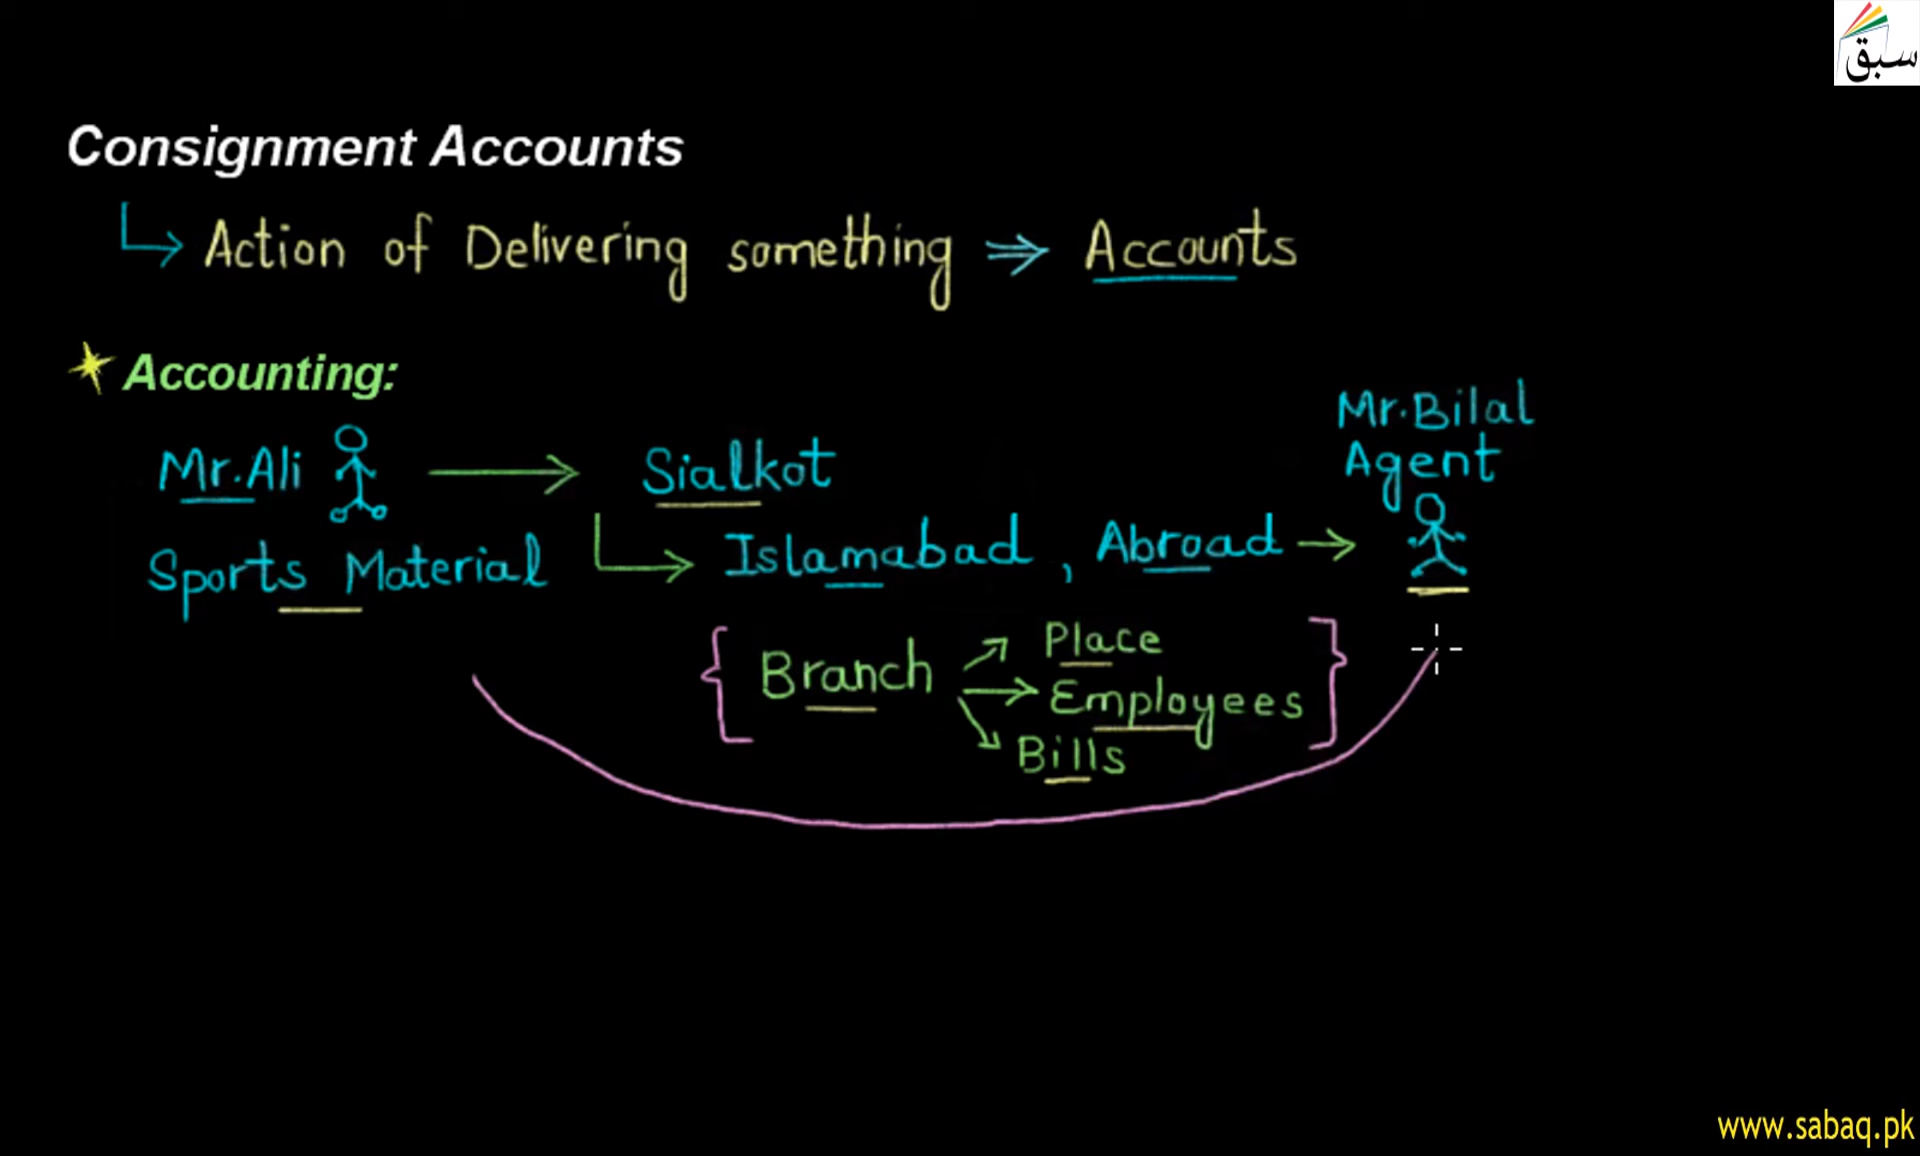 سبق
Consignment Accounts
Action of Delivering something ⇒ Accounts
Accounting:
Mr. Ali → Sialkot
Sports Material
Islamabad, Abroad →
Mr. Bilal
Agent
{ Branch
Place
Employees }
Bills
www.sabaq.pk